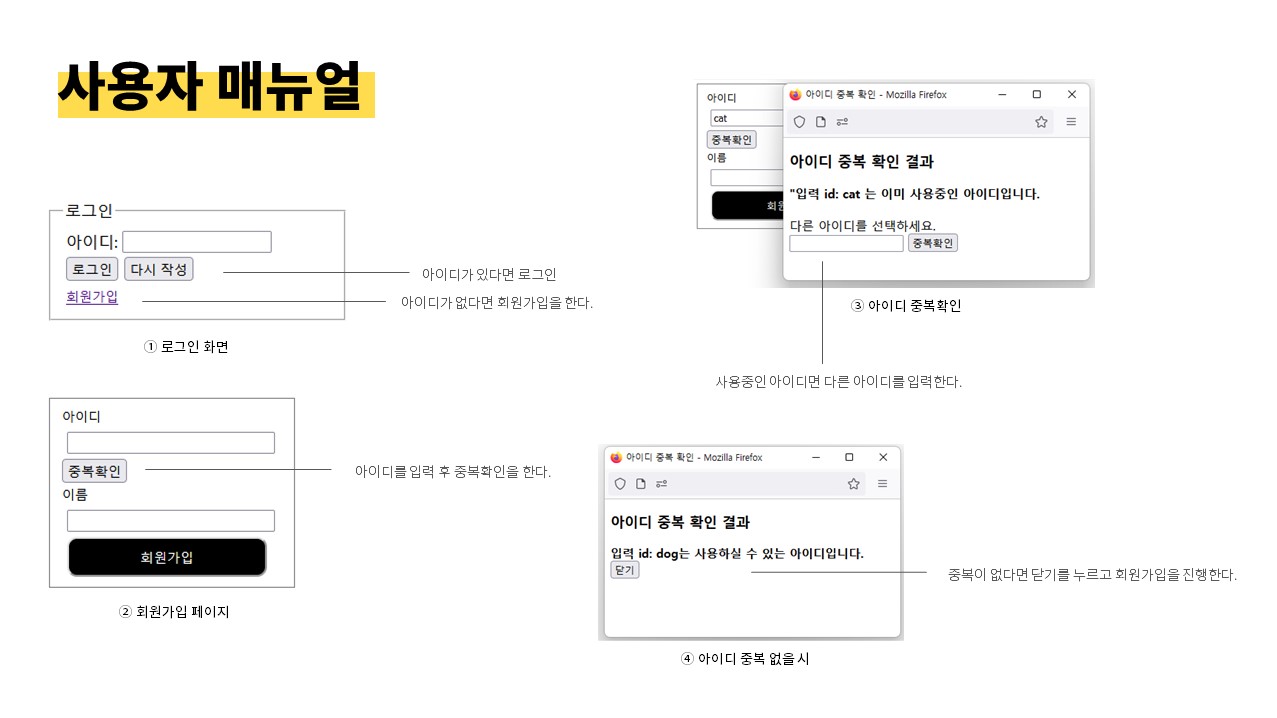 사용자 매뉴얼
로그인
아이디:
로그인 다시 작성
회원가입
아이디가 있다면 로그인
아이디가 없다면 회원가입을 한다.
① 로그인 화면
아이디
중복확인
이름
회원가입
아이디를 입력 후 중복확인을 한다.
② 회원가입 페이지
아이디
cat
중복확인
이름
회원
아이디 중복 확인 - Mozilla Firefox
아이디 중복 확인 결과
"입력 id: cat 는 이미 사용중인 아이디입니다.
다른 아이디를 선택하세요.
중복확인
③ 아이디 중복확인
사용중인 아이디면 다른 아이디를 입력한다.
아이디 중복 확인 - Mozilla Firefox
아이디 중복 확인 결과
입력 id: dog는 사용하실 수 있는 아이디입니다.
닫기
중복이 없다면 닫기를 누르고 회원가입을 진행한다.
④ 아이디 중복 없을 시